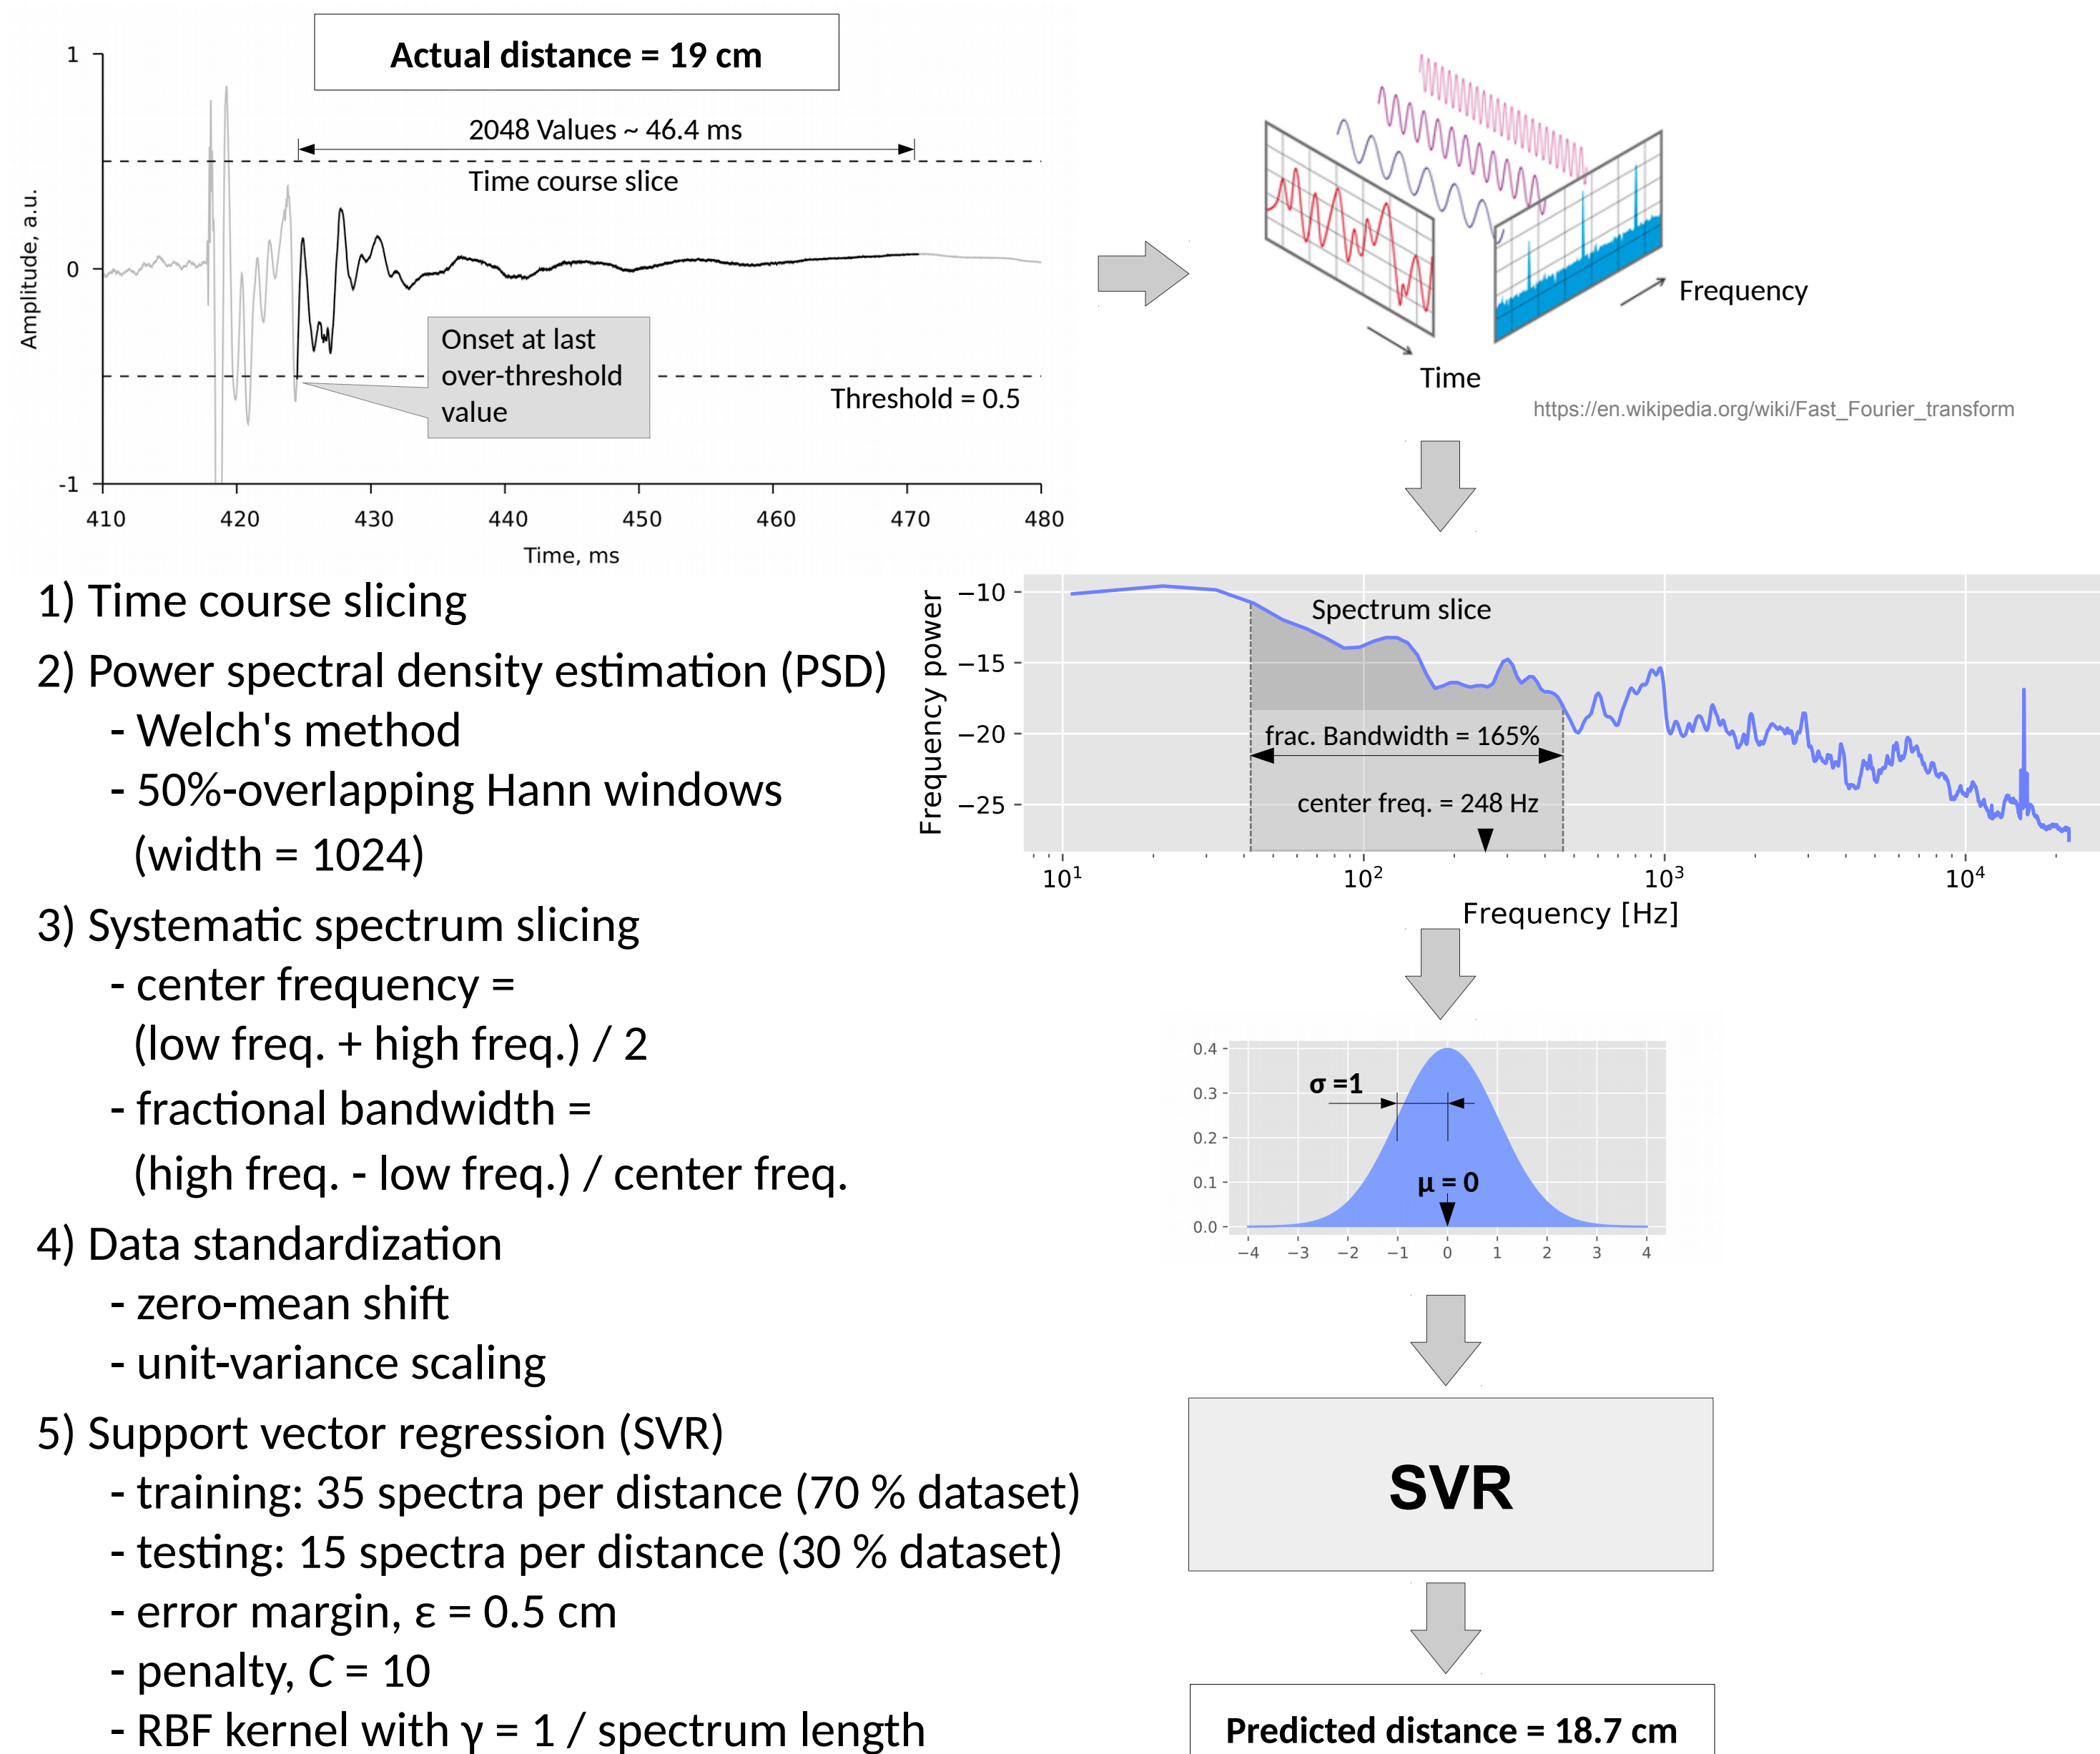 Actual distance = 19 cm
1
2048 Values ~ 46.4 ms
Time course slice
Amplitude, a.u.
0
Onset at last
over-threshold
value
Threshold = 0.5
-1
410 420 430 440 450 460 470 480
Time, ms
Frequency
Time
https://en.wikipedia.org/wiki/Fast_Fourier_transform
1) Time course slicing
2) Power spectral density estimation (PSD)
- Welch's method
- 50%-overlapping Hann windows
(width = 1024)
3) Systematic spectrum slicing
- center frequency =
(low freq. + high freq.) / 2
- fractional bandwidth =
(high freq. - low freq.) / center freq.
4) Data standardization
- zero-mean shift
- unit-variance scaling
5) Support vector regression (SVR)
- training: 35 spectra per distance (70 % dataset)
- testing: 15 spectra per distance (30 % dataset)
- error margin, ε = 0.5 cm
- penalty, C = 10
- RBF kernel with γ = 1 / spectrum length
Frequency power
−10
−15
−20
−25
Spectrum slice
frac. Bandwidth = 165%
center freq. = 248 Hz
10¹ 10² 10³ 10⁴
Frequency [Hz]
0.4
0.3
0.2
0.1
0.0
σ =1
μ = 0
−4 −3 −2 −1 0 1 2 3 4
SVR
Predicted distance = 18.7 cm